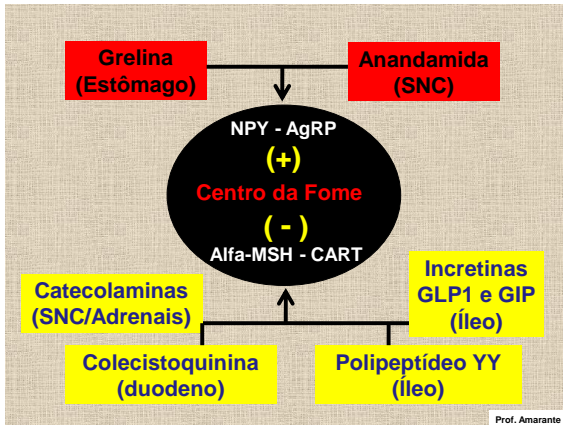 Grelina
(Estômago)
Anandamida
(SNC)
NPY - AgRP
(+)
Centro da Fome
( - )
Alfa-MSH - CART
Catecolaminas
(SNC/Adrenais)
Incretinas
GLP1 e GIP
(Íleo)
Colecistoquinina
(duodeno)
Polipeptídeo YY
(Íleo)
Prof. Amarante